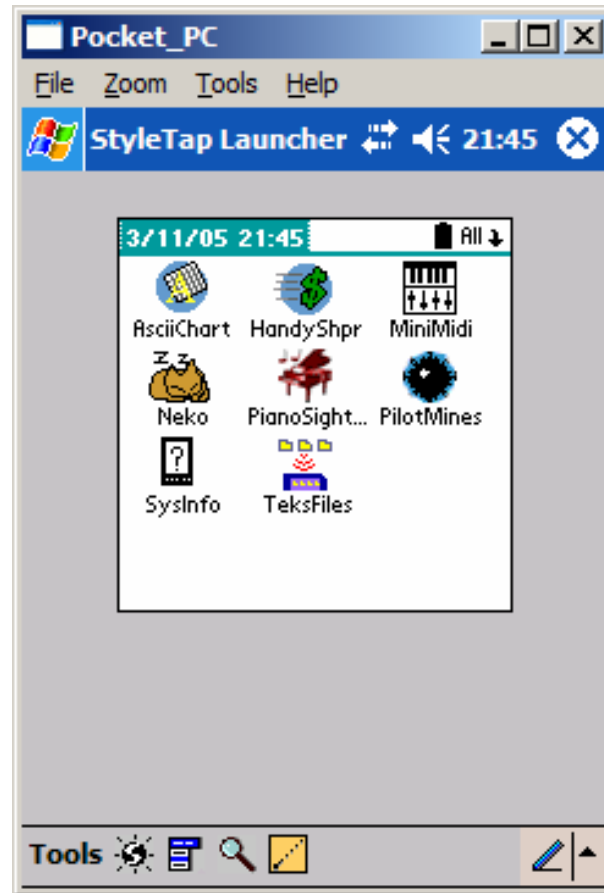 Pocket_PC
File Zoom Tools Help
StyleTap Launcher 21:45
3/11/05 21:45 All
AsciiChart HandyShpr MiniMidi
Z Z Z
Neko PianoSight... PilotMines
?
SysInfo TeksFiles
Tools